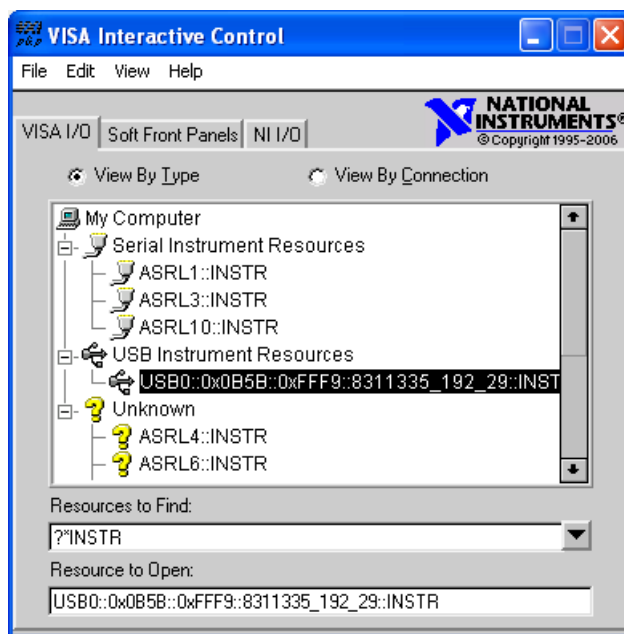 VISA Interactive Control
File Edit View Help
NATIONAL
INSTRUMENTS®
© Copyright 1995-2006
VISA I/O Soft Front Panels NI I/O
View By Type View By Connection
My Computer
Serial Instrument Resources
ASRL1::INSTR
ASRL3::INSTR
ASRL10::INSTR
USB Instrument Resources
USB0::0x0B5B::0xFFF9::8311335_192_29::INST
Unknown
ASRL4::INSTR
ASRL6::INSTR
Resources to Find:
?*INSTR
Resource to Open:
USB0::0x0B5B::0xFFF9::8311335_192_29::INSTR